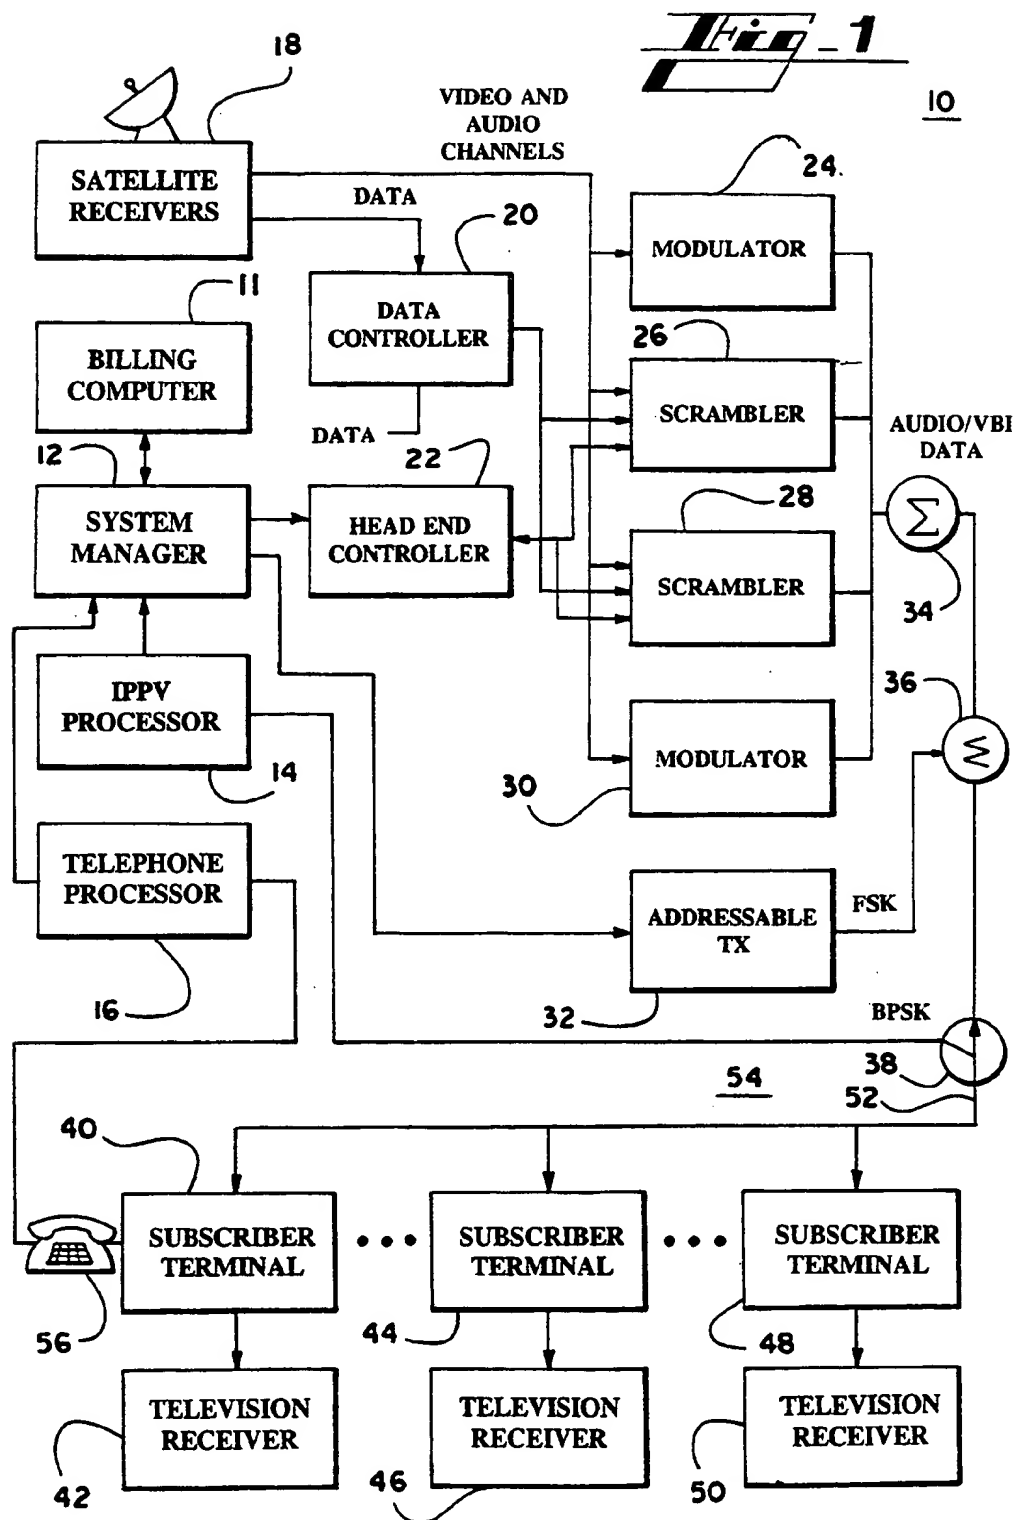 Fig_1
10
18
VIDEO AND
AUDIO
CHANNELS
SATELLITE
RECEIVERS
DATA
20
24
MODULATOR
11
DATA
CONTROLLER
26
BILLING
COMPUTER
SCRAMBLER
AUDIO/VBI
DATA
DATA
12
22
SYSTEM
MANAGER
HEAD END
CONTROLLER
28
Σ
SCRAMBLER
34
36
IPPV
PROCESSOR
14
MODULATOR
30
Σ
TELEPHONE
PROCESSOR
16
ADDRESSABLE
TX
FSK
32
BPSK
38
54
52
40
SUBSCRIBER
TERMINAL
SUBSCRIBER
TERMINAL
SUBSCRIBER
TERMINAL
56
44
48
TELEVISION
RECEIVER
TELEVISION
RECEIVER
TELEVISION
RECEIVER
42
46
50